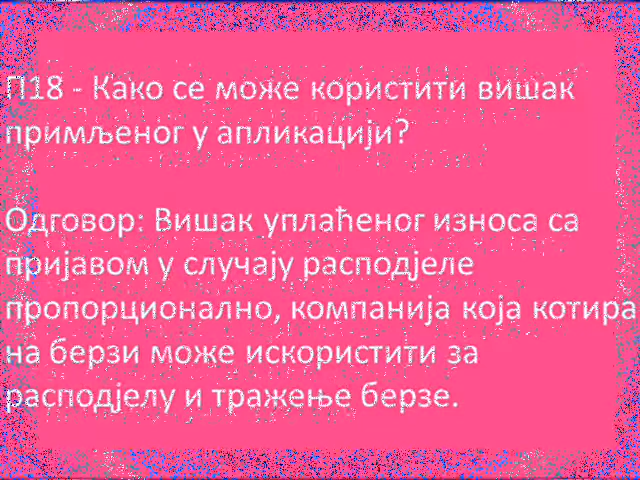 П18 - Како се може користити вишак
примљеног у апликацији?
Одговор: Вишак уплаћеног износа са
пријавом у случају расподјеле
пропорционално, компанија која котира
на берзи може искористити за
расподјелу и тражење берзе.